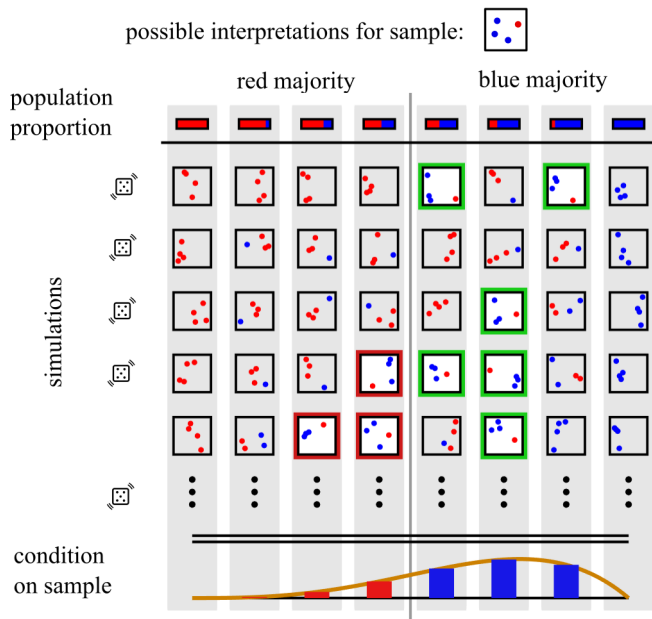 possible interpretations for sample:
red majority
blue majority
population
proportion
simulations
condition
on sample